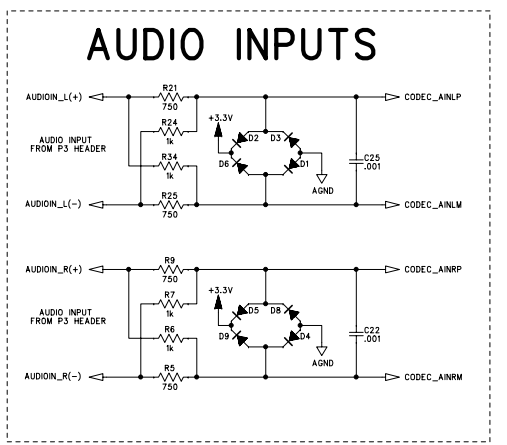 AUDIO INPUTS
AUDIOIN_L(+)
R21
750
CODEC_AINLP
R24
1k
+3.3V
D2
D3
AUDIO INPUT
FROM P3 HEADER
R34
1k
D6
D1
C25
.001
AGND
AUDIOIN_L(-)
R25
750
CODEC_AINLM
AUDIOIN_R(+)
R9
750
CODEC_AINRP
R7
1k
+3.3V
D5
D8
AUDIO INPUT
FROM P3 HEADER
R6
1k
D9
D4
C22
.001
AGND
AUDIOIN_R(-)
R5
750
CODEC_AINRM